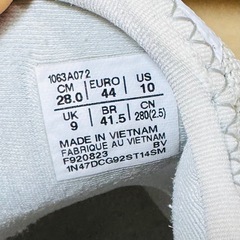 1063A072
CM EURO US
28.0 44 10
UK BR CN
9 41.5 280(2.5)
MADE IN VIETNAM
FABRIQUE AU VIETNAM
F920823 BV
1N47DCG92ST14SM